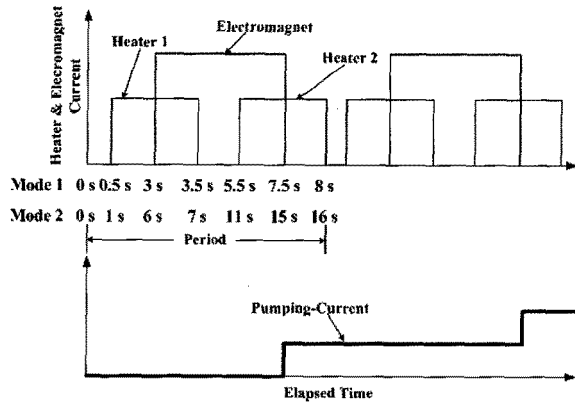 Heater & Elecromagnet
Current
Electromagnet
Heater 1
Heater 2
Mode 1 0 s 0.5 s 3 s 3.5 s 5.5 s 7.5 s 8 s
Mode 2 0 s 1 s 6 s 7 s 11 s 15 s 16 s
Period
Pumping-Current
Elapsed Time